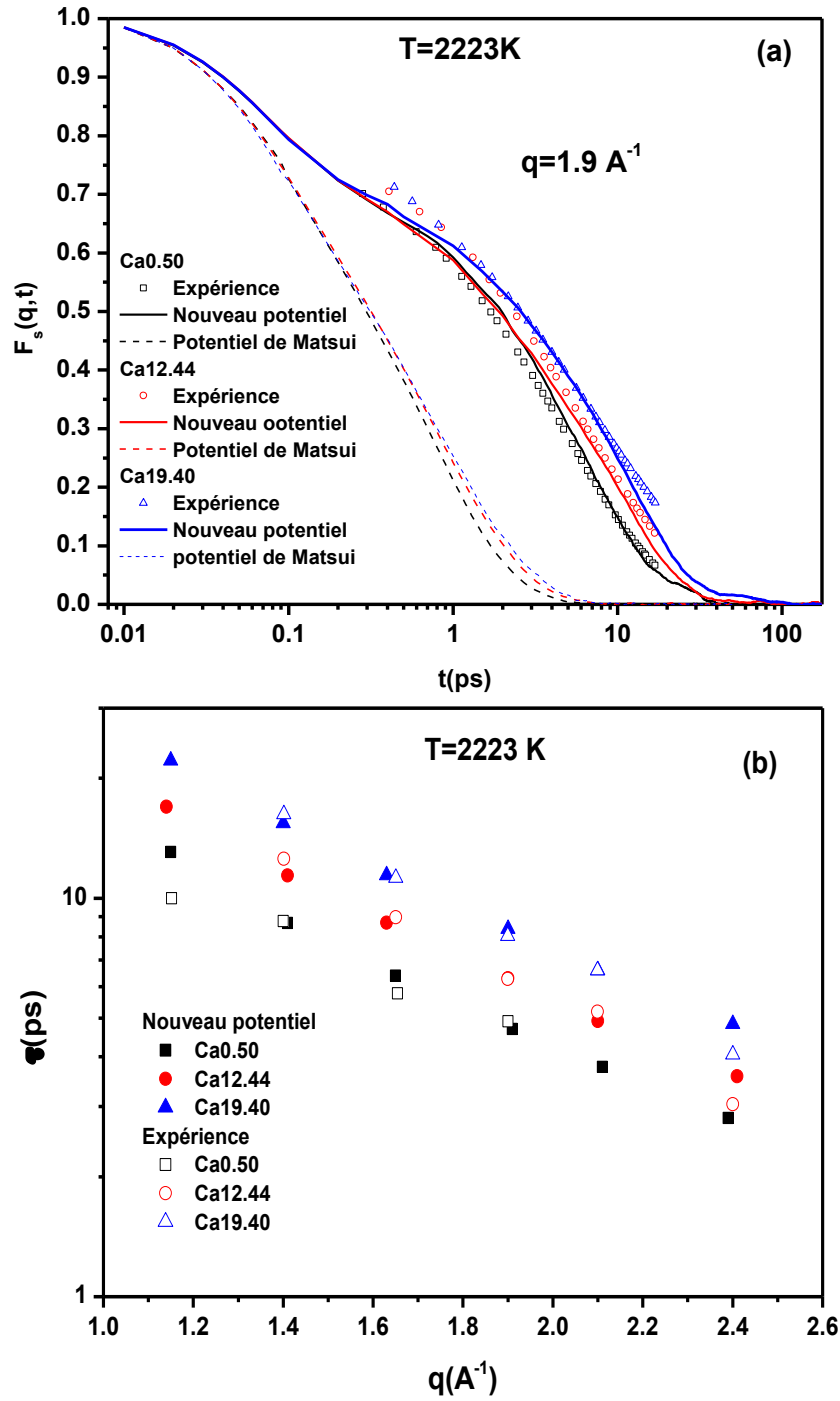 1.0
T=2223K
(a)
0.9
0.8
q=1.9 A⁻¹
0.7
0.6
Ca0.50
Expérience
0.5
Nouveau potentiel
Potentiel de Matsui
0.4
Ca12.44
Expérience
0.3
Nouveau ootentiel
Potentiel de Matsui
0.2
Ca19.40
Expérience
0.1
Nouveau potentiel
potentiel de Matsui
0.0
Fₛ(q,t)
0.01 0.1 1 10 100
t(ps)
T=2223 K
(b)
10
(ps)
Nouveau potentiel
Ca0.50
Ca12.44
Ca19.40
Expérience
Ca0.50
Ca12.44
Ca19.40
1
1.0 1.2 1.4 1.6 1.8 2.0 2.2 2.4 2.6
q(A⁻¹)